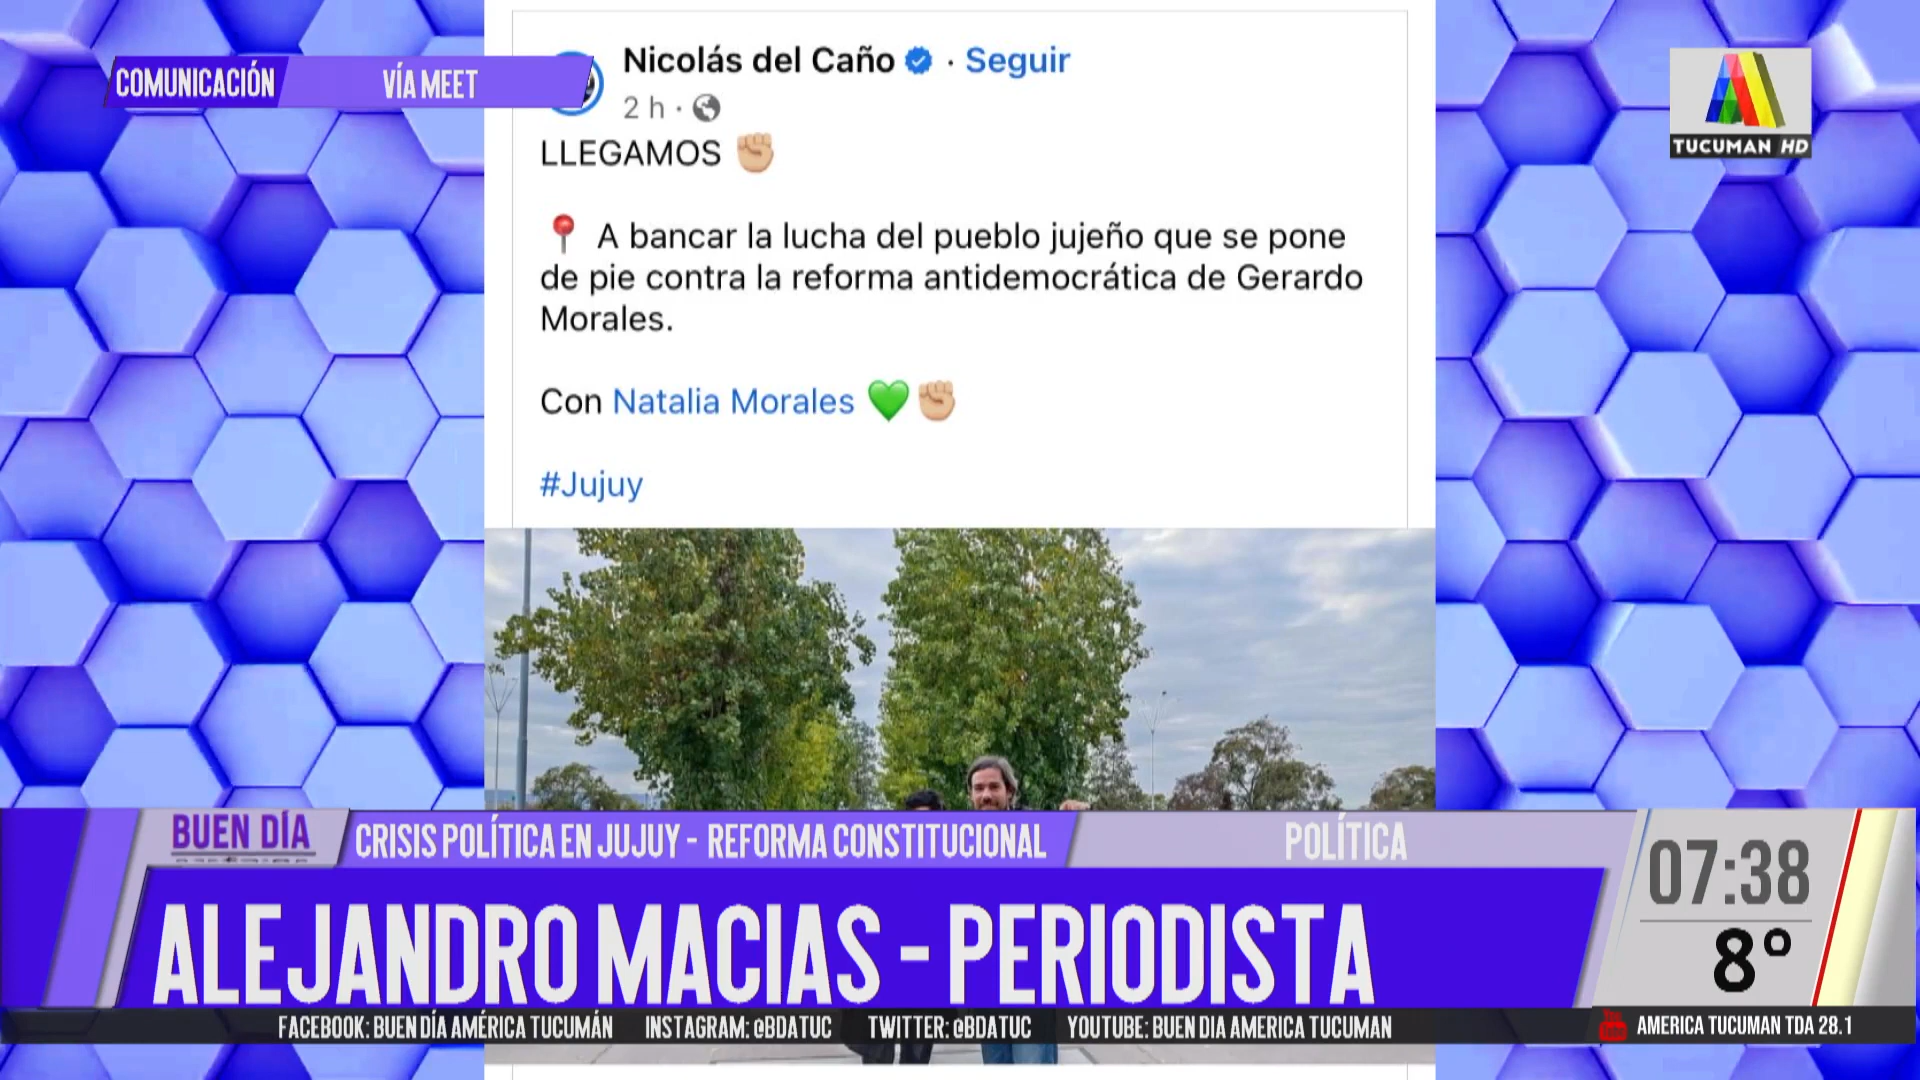 COMUNICACIÓN VÍA MEET
Nicolás del Caño · Seguir
2 h ·
LLEGAMOS ✊🏼
📍 A bancar la lucha del pueblo jujeño que se pone
de pie contra la reforma antidemocrática de Gerardo
Morales.
Con Natalia Morales 💚✊🏼
#Jujuy
TUCUMAN HD
BUEN DÍA
CRISIS POLÍTICA EN JUJUY - REFORMA CONSTITUCIONAL
POLÍTICA
07:38
8°
ALEJANDRO MACIAS - PERIODISTA
FACEBOOK: BUEN DÍA AMÉRICA TUCUMÁN INSTAGRAM: @BDATUC TWITTER: @BDATUC YOUTUBE: BUEN DIA AMERICA TUCUMAN
You Tube
AMERICA TUCUMAN TDA 28.1